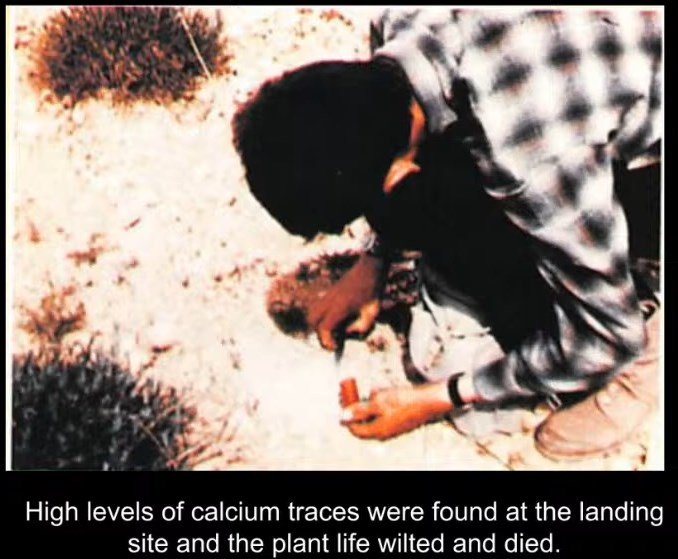 High levels of calcium traces were found at the landing
site and the plant life wilted and died.